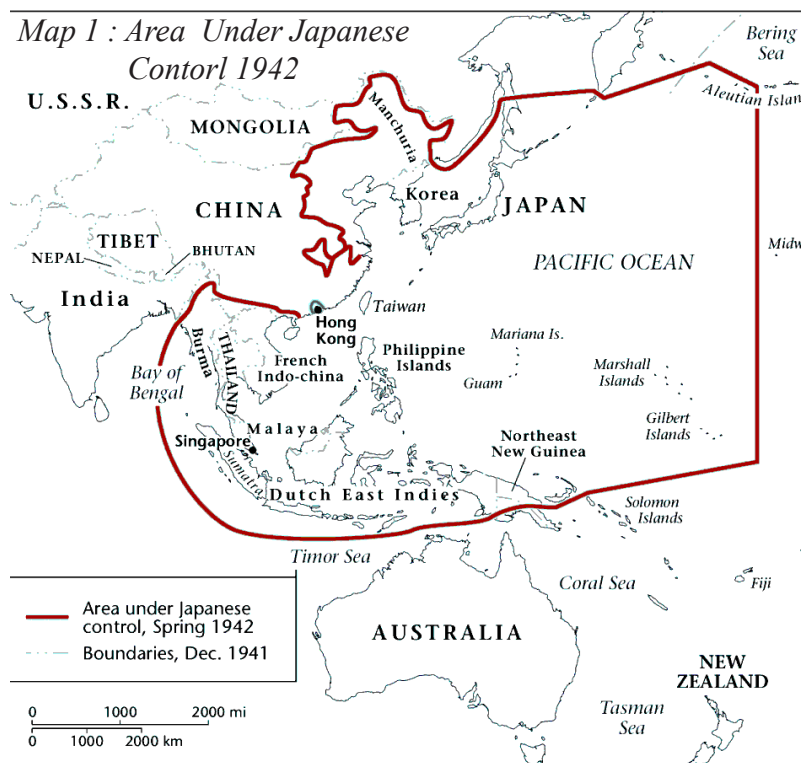 Map 1 : Area Under Japanese
Contorl 1942
Bering
Sea
U.S.S.R.
Aleutian Islan
MONGOLIA
Manchuria
Korea
JAPAN
CHINA
TIBET
NEPAL
BHUTAN
PACIFIC OCEAN
Midw
India
Taiwan
Hong
Kong
Burma
THAILAND
French
Indo-china
Philippine
Islands
Mariana Is.
Guam
Marshall
Islands
Bay of
Bengal
Gilbert
Islands
Malaya
Singapore
Sumatra
Northeast
New Guinea
Dutch East Indies
Solomon
Islands
Timor Sea
Coral Sea
Fiji
AUSTRALIA
NEW
ZEALAND
Tasman
Sea
Area under Japanese
control, Spring 1942
Boundaries, Dec. 1941
0 1000 2000 mi
0 1000 2000 km